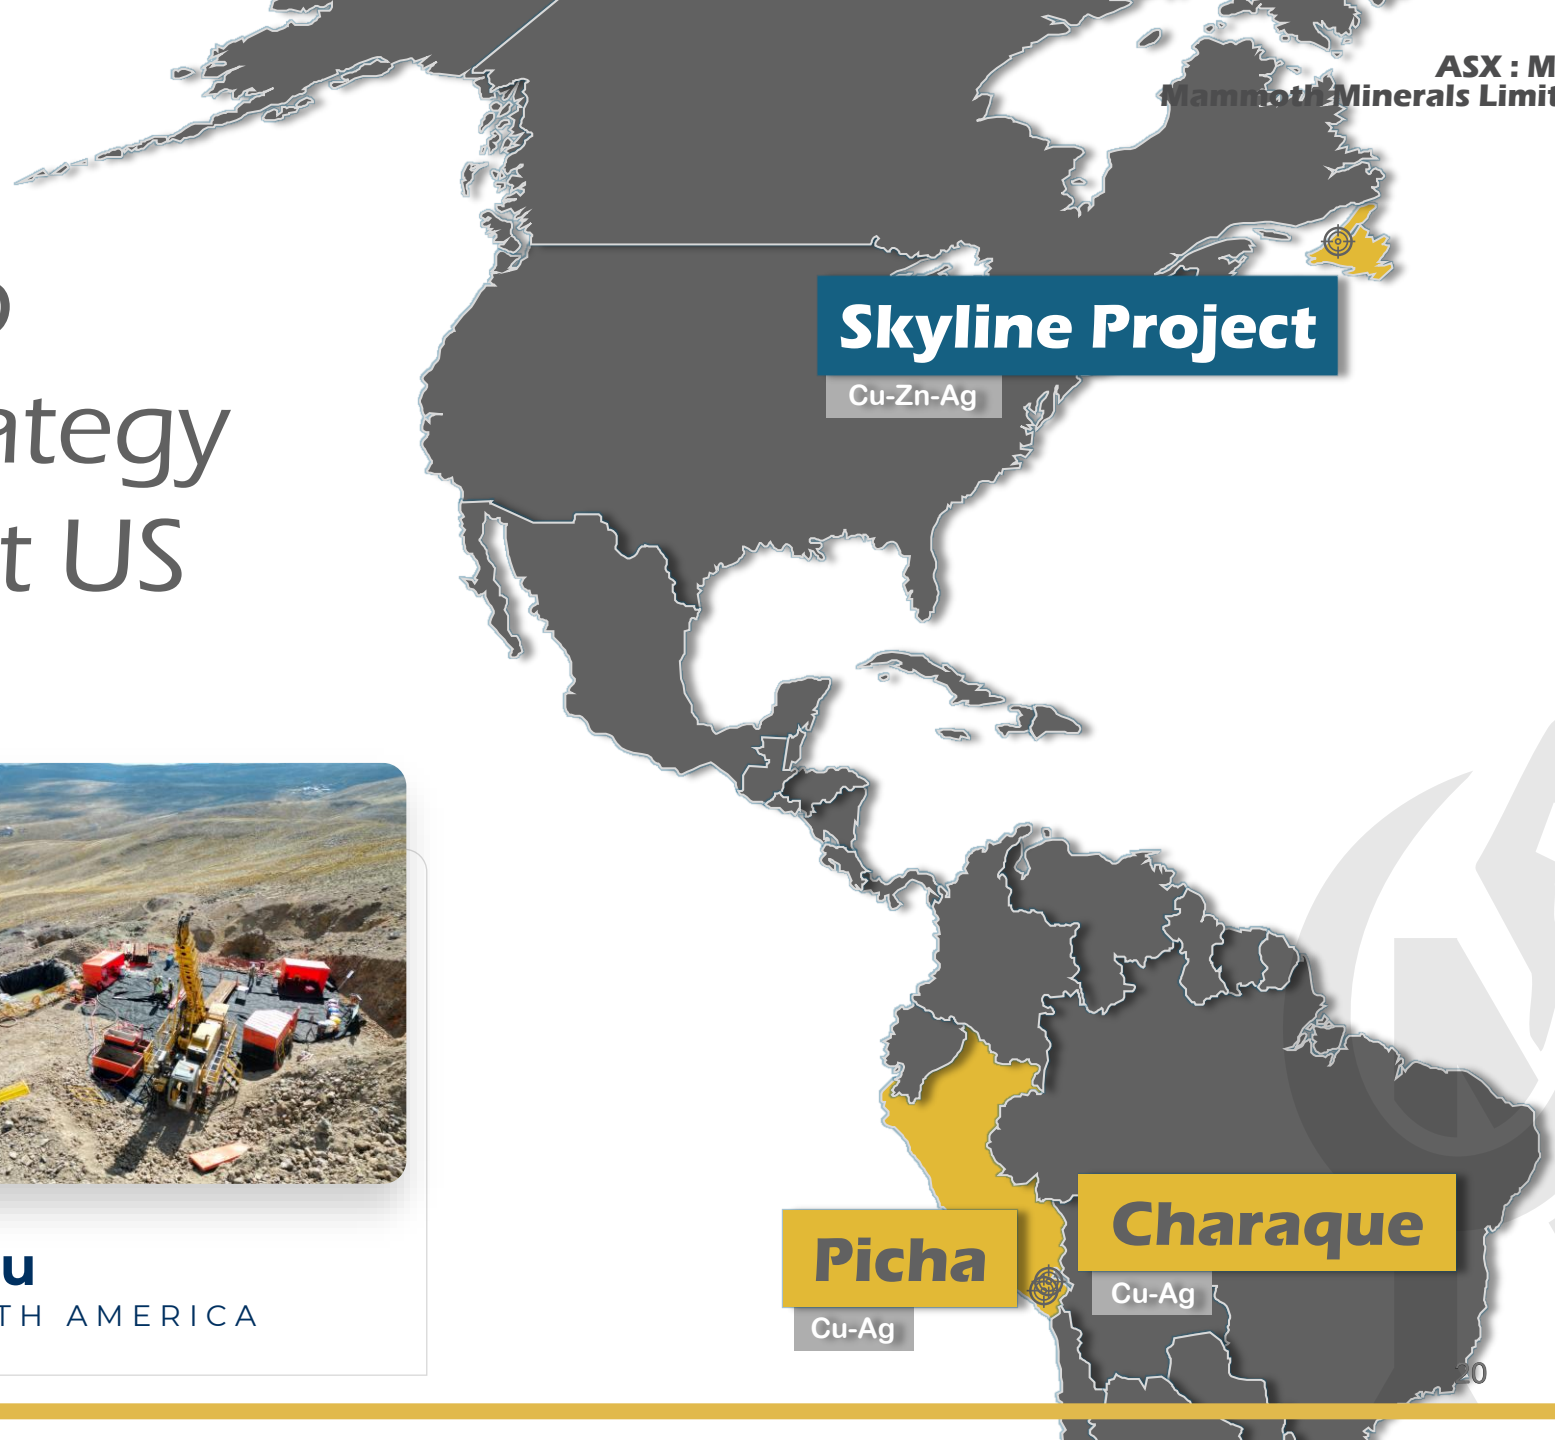 ASX : M
Mammoth Minerals Limit
ategy
t US
Skyline Project
Cu-Zn-Ag
Charaque
Cu-Ag
Picha
Cu-Ag
u
TH AMERICA
20